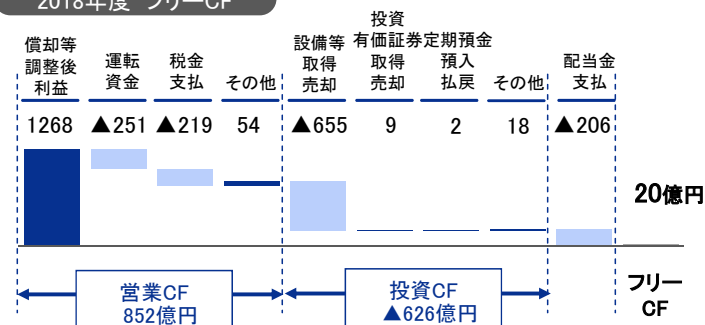 2018年度 フリーCF
償却等
調整後
利益
運転
資金
税金
支払
その他
設備等
取得
売却
投資
有価証券
取得
売却
定期預金
預入
払戻
その他
配当金
支払
1268 ▲251 ▲219 54 ▲655 9 2 18 ▲206
20億円
営業CF
852億円
投資CF
▲626億円
フリー
CF